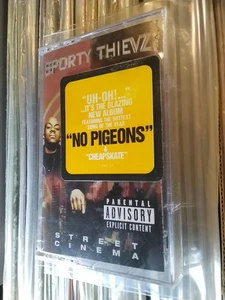 SPORTY THIEVZ
"UH-OH!..."
...IT'S THE BLAZING
NEW ALBUM
FEATURING THE HOTTEST
SONG OF THE YEAR
"NO PIGEONS"
&
"CHEAPSKATE"
PARENTAL
ADVISORY
EXPLICIT CONTENT
STREET
CINEMA